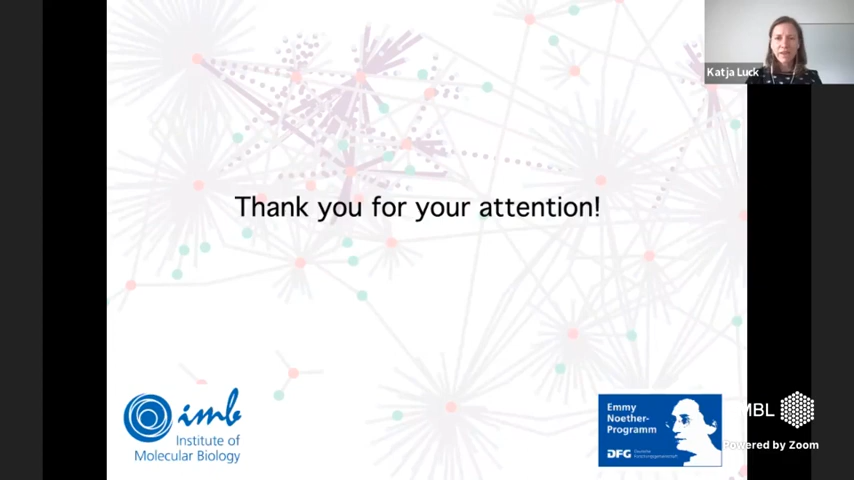 Katja Luck
Thank you for your attention!
imb
Institute of
Molecular Biology
Emmy
Noether-
Programm
DFG Deutsche
Forschungsgemeinschaft
MBL
Powered by Zoom